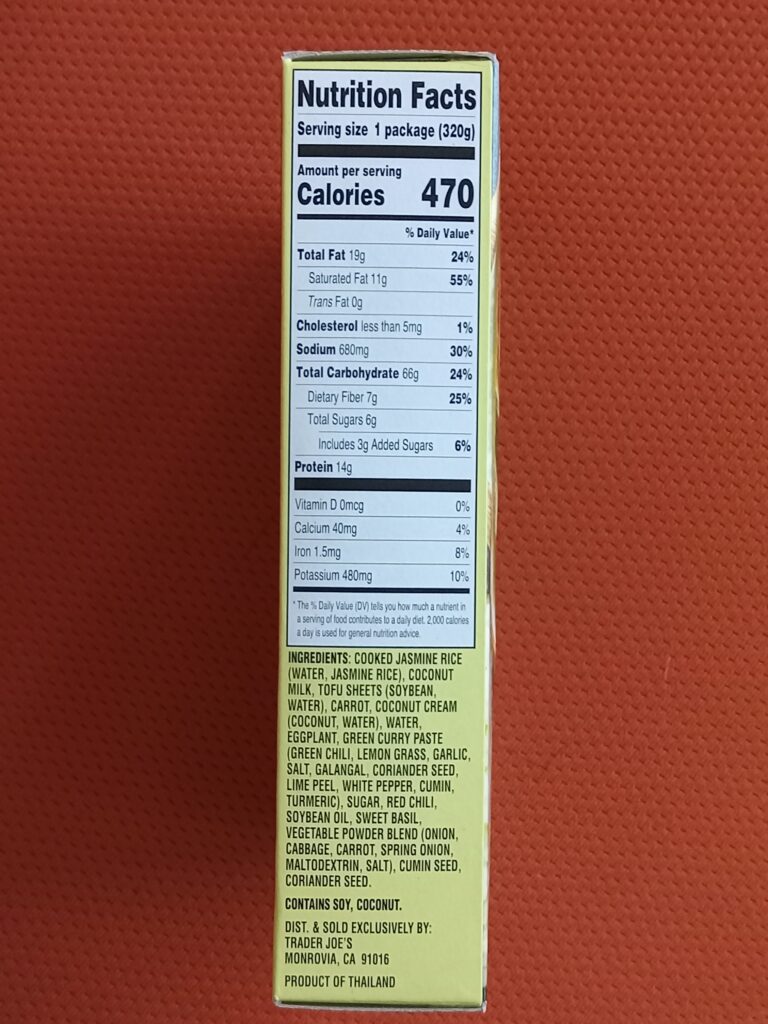 Nutrition Facts
Serving size 1 package (320g)
Amount per serving
Calories 470
% Daily Value*
Total Fat 19g 24%
Saturated Fat 11g 55%
Trans Fat 0g
Cholesterol less than 5mg 1%
Sodium 680mg 30%
Total Carbohydrate 66g 24%
Dietary Fiber 7g 25%
Total Sugars 6g
Includes 3g Added Sugars 6%
Protein 14g
Vitamin D 0mcg 0%
Calcium 40mg 4%
Iron 1.5mg 8%
Potassium 480mg 10%
* The % Daily Value (DV) tells you how much a nutrient in
a serving of food contributes to a daily diet. 2,000 calories
a day is used for general nutrition advice.
INGREDIENTS: COOKED JASMINE RICE
(WATER, JASMINE RICE), COCONUT
MILK, TOFU SHEETS (SOYBEAN,
WATER), CARROT, COCONUT CREAM
(COCONUT, WATER), WATER,
EGGPLANT, GREEN CURRY PASTE
(GREEN CHILI, LEMON GRASS, GARLIC,
SALT, GALANGAL, CORIANDER SEED,
LIME PEEL, WHITE PEPPER, CUMIN,
TURMERIC), SUGAR, RED CHILI,
SOYBEAN OIL, SWEET BASIL,
VEGETABLE POWDER BLEND (ONION,
CABBAGE, CARROT, SPRING ONION,
MALTODEXTRIN, SALT), CUMIN SEED,
CORIANDER SEED.
CONTAINS SOY, COCONUT.
DIST. & SOLD EXCLUSIVELY BY:
TRADER JOE'S
MONROVIA, CA 91016
PRODUCT OF THAILAND